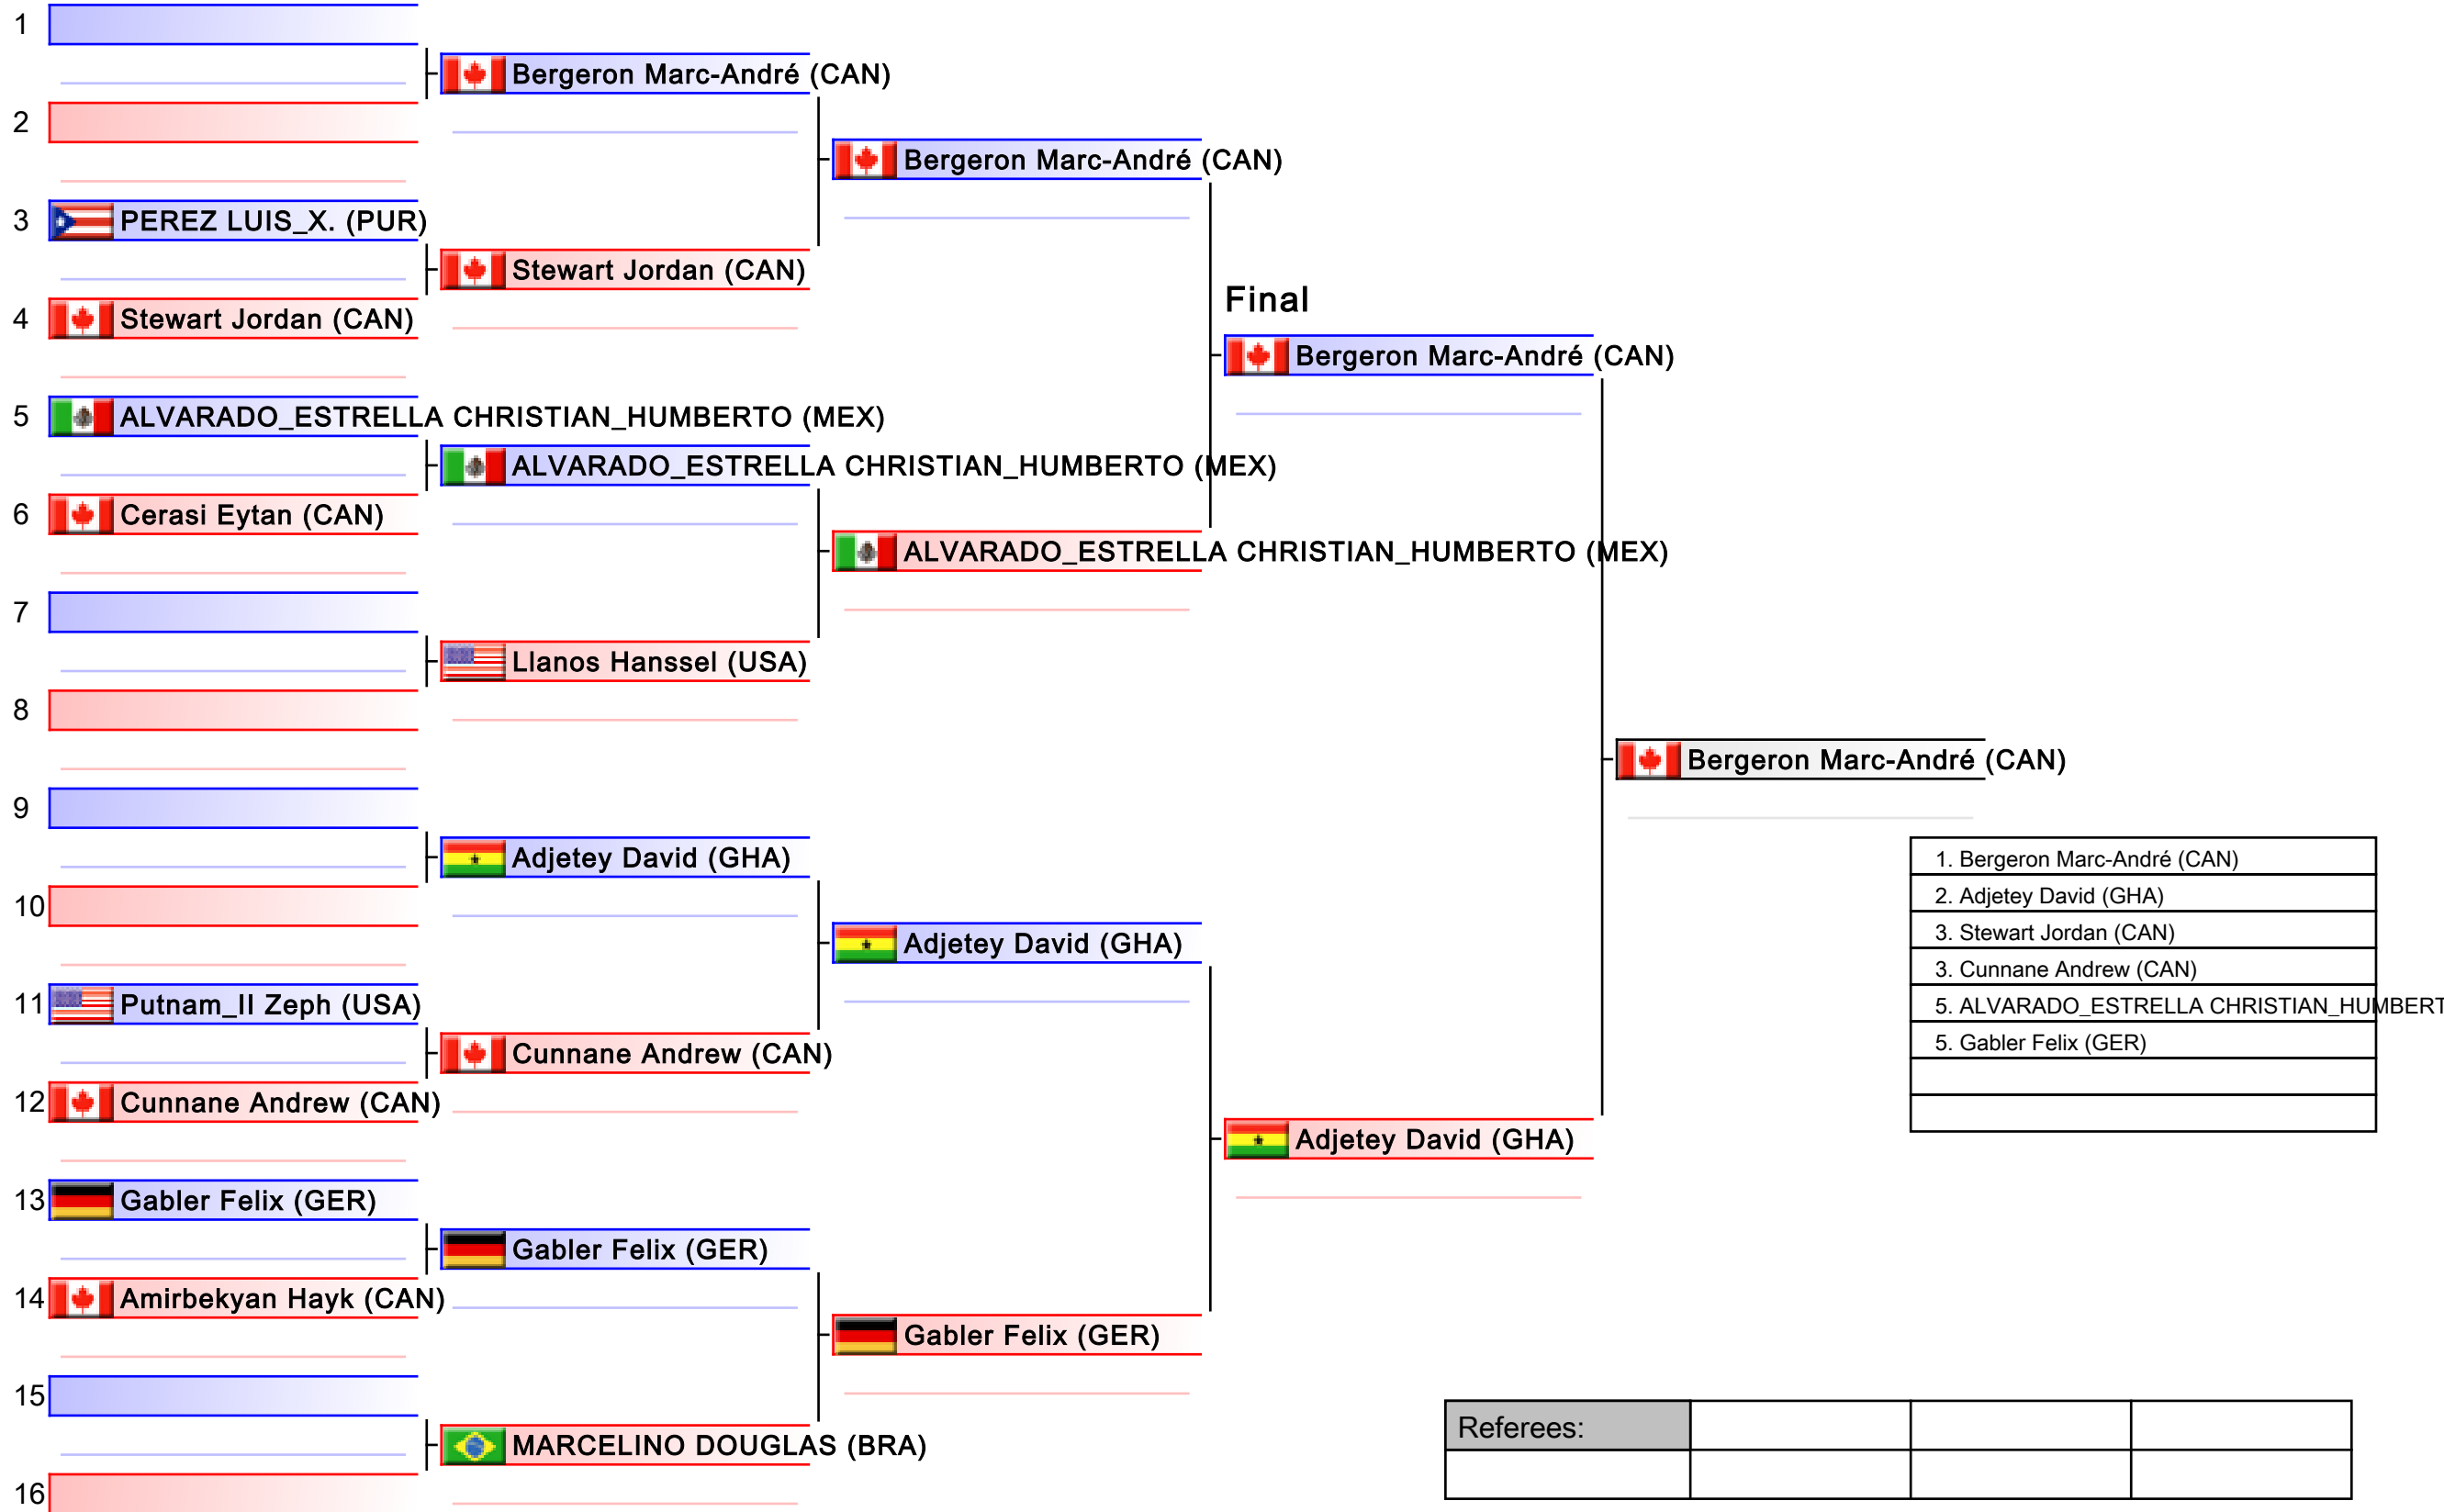 1
Bergeron Marc-André (CAN)
2
Bergeron Marc-André (CAN)
3
PEREZ LUIS_X. (PUR)
Stewart Jordan (CAN)
Final
4
Stewart Jordan (CAN)
Bergeron Marc-André (CAN)
5
ALVARADO_ESTRELLA CHRISTIAN_HUMBERTO (MEX)
ALVARADO_ESTRELLA CHRISTIAN_HUMBERTO (MEX)
6
Cerasi Eytan (CAN)
ALVARADO_ESTRELLA CHRISTIAN_HUMBERTO (MEX)
7
Llanos Hanssel (USA)
8
Bergeron Marc-André (CAN)
9
Adjetey David (GHA)
1. Bergeron Marc-André (CAN)
2. Adjetey David (GHA)
3. Stewart Jordan (CAN)
3. Cunnane Andrew (CAN)
5. ALVARADO_ESTRELLA CHRISTIAN_HUMBERT
5. Gabler Felix (GER)
10
Adjetey David (GHA)
11
Putnam_II Zeph (USA)
Cunnane Andrew (CAN)
12
Cunnane Andrew (CAN)
Adjetey David (GHA)
13
Gabler Felix (GER)
Gabler Felix (GER)
14
Amirbekyan Hayk (CAN)
Gabler Felix (GER)
15
MARCELINO DOUGLAS (BRA)
16
Referees: